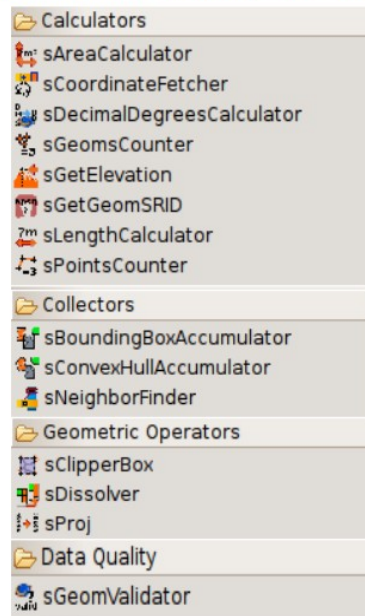 Calculators
sAreaCalculator
sCoordinateFetcher
sDecimalDegreesCalculator
sGeomsCounter
sGetElevation
sGetGeomSRID
sLengthCalculator
sPointsCounter
Collectors
sBoundingBoxAccumulator
sConvexHullAccumulator
sNeighborFinder
Geometric Operators
sClipperBox
sDissolver
sProj
Data Quality
sGeomValidator